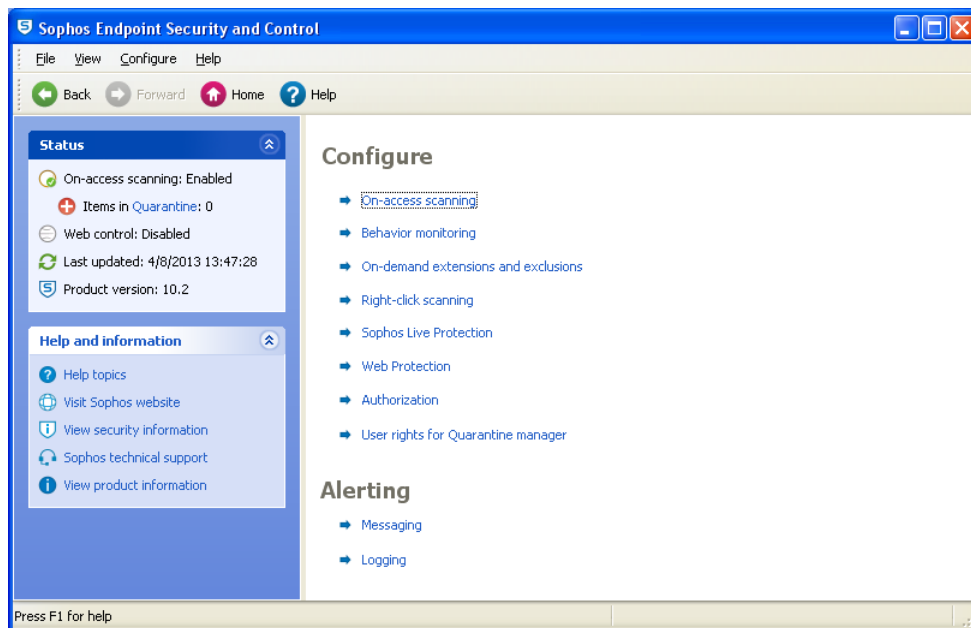 Sophos Endpoint Security and Control
File View Configure Help
Back Forward Home Help
Status
On-access scanning: Enabled
Items in Quarantine: 0
Web control: Disabled
Last updated: 4/8/2013 13:47:28
Product version: 10.2
Help and information
Help topics
Visit Sophos website
View security information
Sophos technical support
View product information
Configure
On-access scanning
Behavior monitoring
On-demand extensions and exclusions
Right-click scanning
Sophos Live Protection
Web Protection
Authorization
User rights for Quarantine manager
Alerting
Messaging
Logging
Press F1 for help